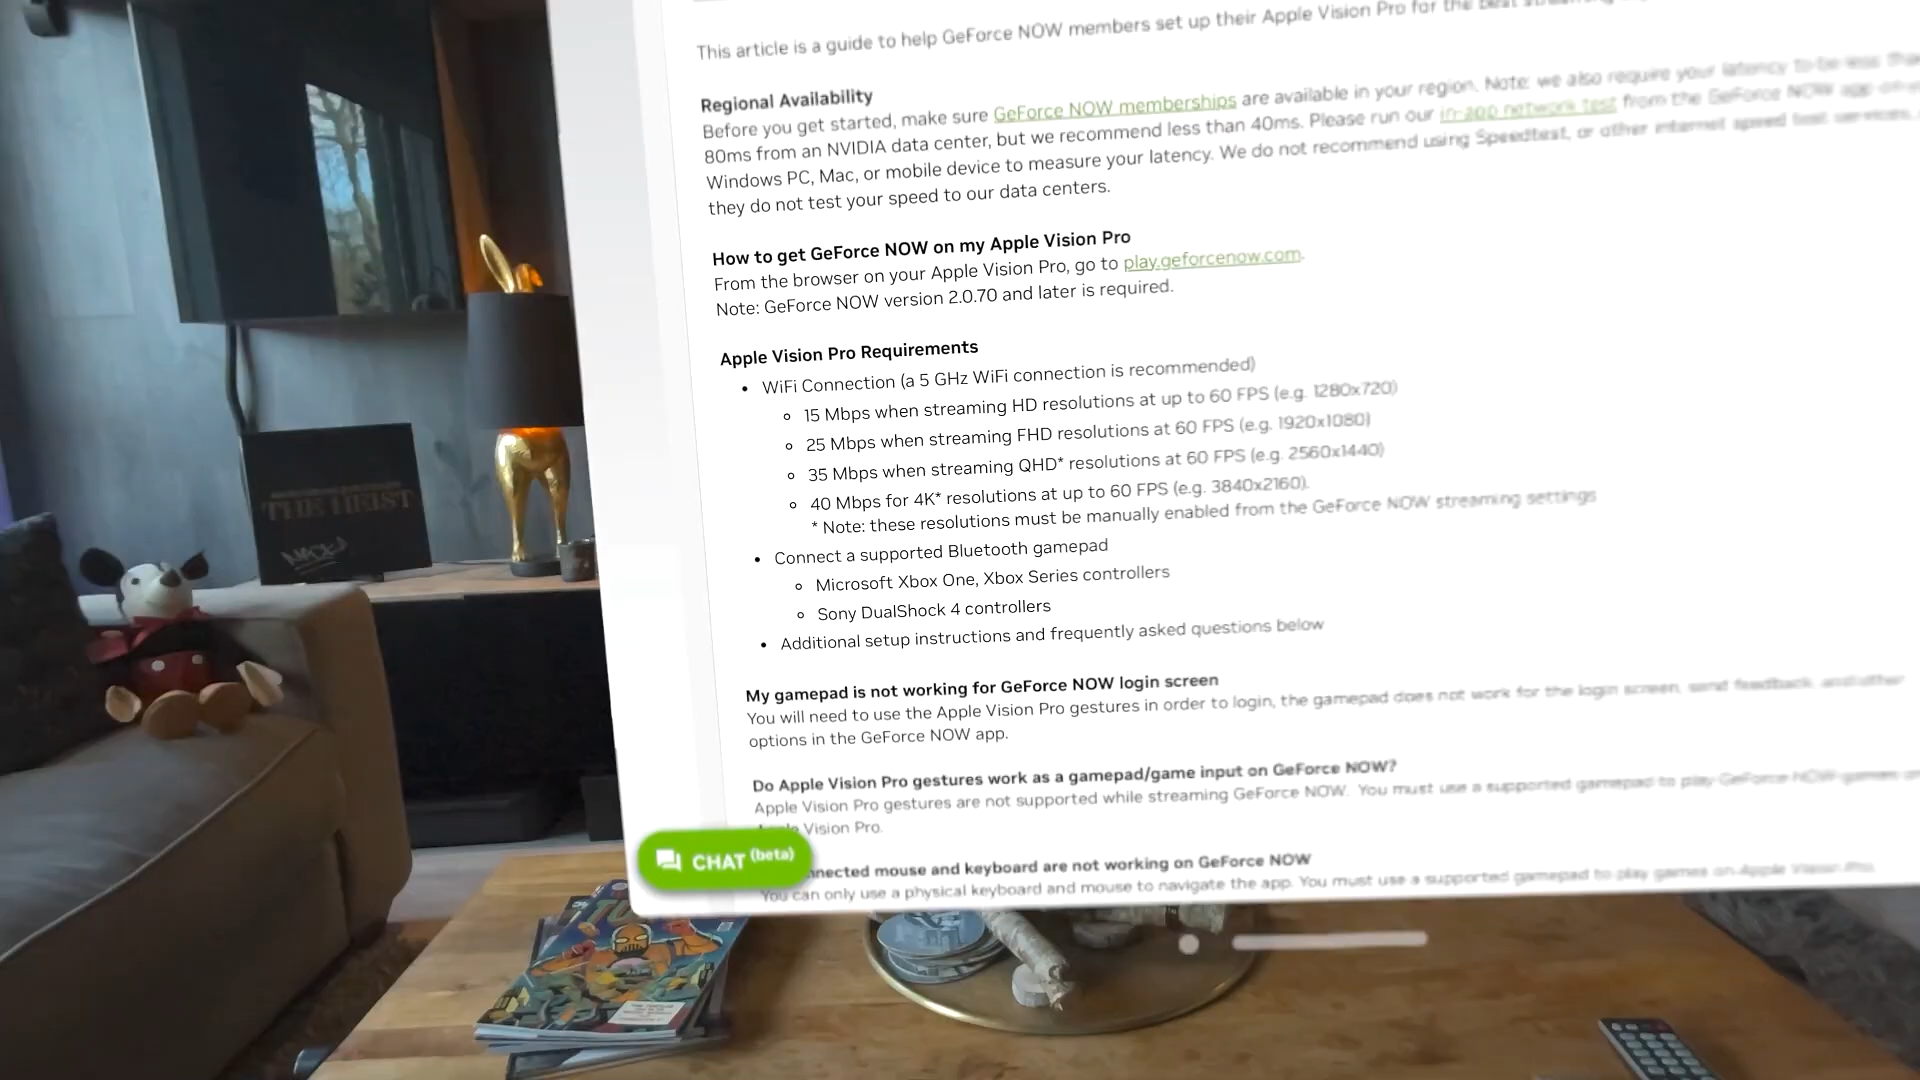 This article is a guide to help GeForce NOW members set up their Apple Vision Pro for the best
Regional Availability
Before you get started, make sure GeForce NOW memberships are available in your region. Note: we also require your latency to be less than
80ms from an NVIDIA data center, but we recommend less than 40ms. Please run our in-app network test from the GeForce NOW app on
Windows PC, Mac, or mobile device to measure your latency. We do not recommend using Speedtest, or other internet speed test services,
they do not test your speed to our data centers.
How to get GeForce NOW on my Apple Vision Pro
From the browser on your Apple Vision Pro, go to play.geforcenow.com.
Note: GeForce NOW version 2.0.70 and later is required.
Apple Vision Pro Requirements
• WiFi Connection (a 5 GHz WiFi connection is recommended)
◦ 15 Mbps when streaming HD resolutions at up to 60 FPS (e.g. 1280x720)
◦ 25 Mbps when streaming FHD resolutions at 60 FPS (e.g. 1920x1080)
◦ 35 Mbps when streaming QHD* resolutions at 60 FPS (e.g. 2560x1440)
◦ 40 Mbps for 4K* resolutions at up to 60 FPS (e.g. 3840x2160).
* Note: these resolutions must be manually enabled from the GeForce NOW streaming settings
• Connect a supported Bluetooth gamepad
◦ Microsoft Xbox One, Xbox Series controllers
◦ Sony DualShock 4 controllers
• Additional setup instructions and frequently asked questions below
My gamepad is not working for GeForce NOW login screen
You will need to use the Apple Vision Pro gestures in order to login, the gamepad does not work for the login screen, send feedback, and other
options in the GeForce NOW app.
Do Apple Vision Pro gestures work as a gamepad/game input on GeForce NOW?
Apple Vision Pro gestures are not supported while streaming GeForce NOW. You must use a supported gamepad to play GeForce NOW games on
Vision Pro.
CHAT (beta)
nnected mouse and keyboard are not working on GeForce NOW
You can only use a physical keyboard and mouse to navigate the app. You must use a supported gamepad to play games on Apple Vision Pro.
THE HEIST